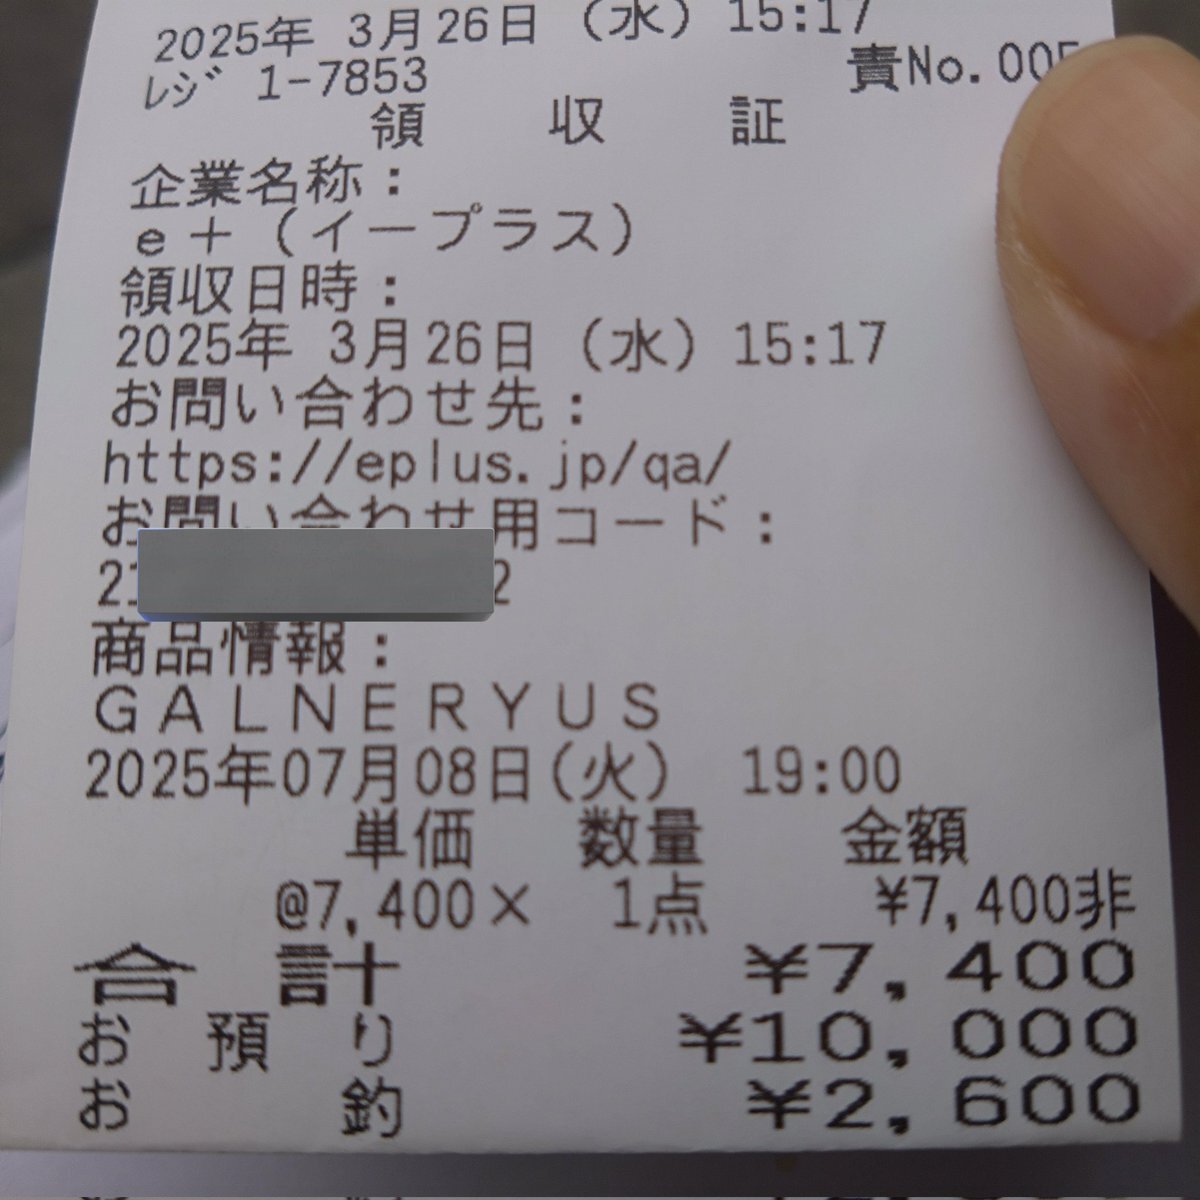 2025年 3月26日（水）15:17
レジ 1-7853 責No.005
領 収 証
企業名称：
e＋（イープラス）
領収日時：
2025年 3月26日（水）15:17
お問い合わせ先：
https://eplus.jp/qa/
お問い合わせ用コード：
商品情報：
ＧＡＬＮＥＲＹＵＳ
2025年07月08日(火) 19:00
単価 数量 金額
@7,400× 1点 ¥7,400非
合 計 ¥7,400
お 預 り ¥10,000
お 釣 ¥2,600